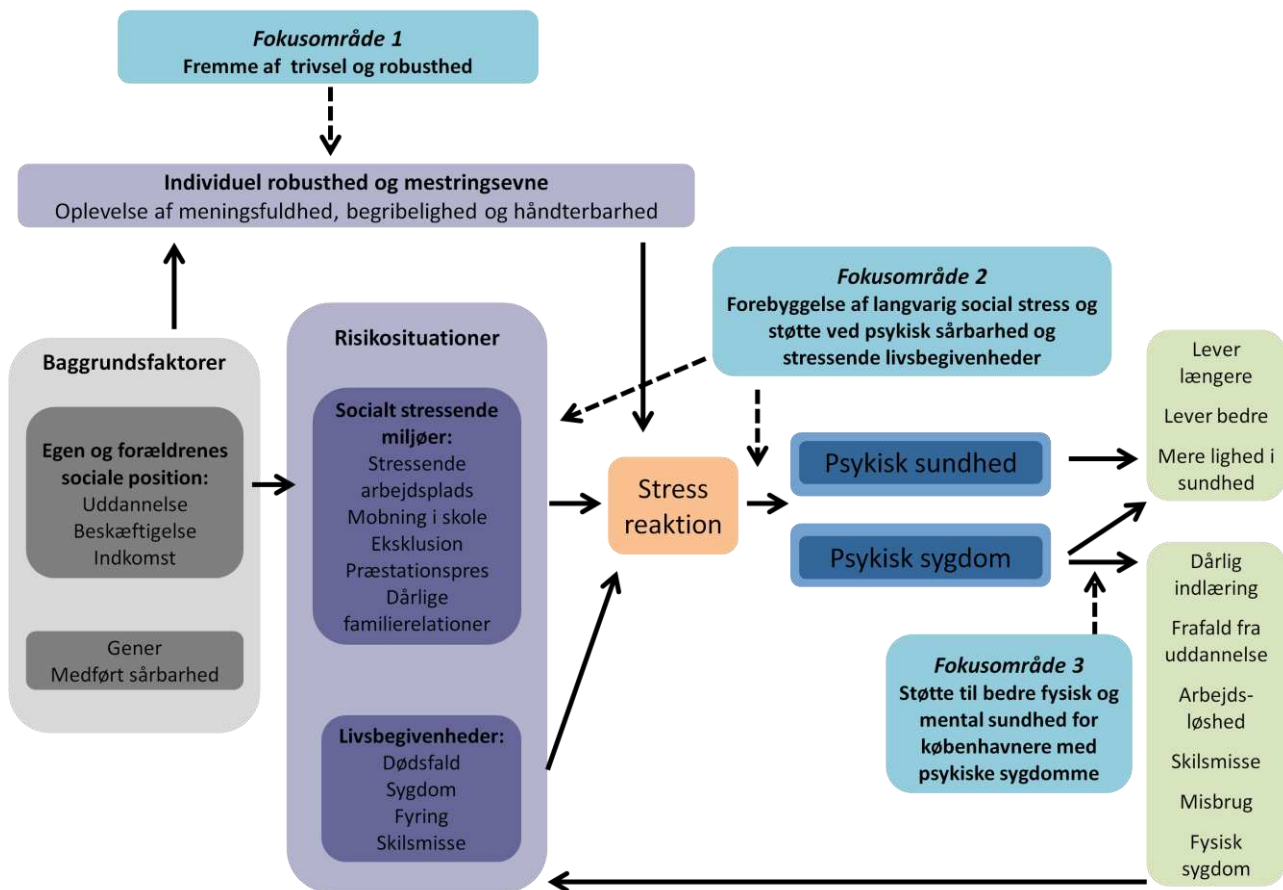 Fokusområde 1
Fremme af trivsel og robusthed
Individuel robusthed og mestringsevne
Oplevelse af meningsfuldhed, begribelighed og håndterbarhed
Fokusområde 2
Forebyggelse af langvarig social stress og
støtte ved psykisk sårbarhed og
stressende livsbegivenheder
Baggrundsfaktorer
Egen og forældrenes
sociale position:
Uddannelse
Beskæftigelse
Indkomst
Gener
Medført sårbarhed
Risikosituationer
Socialt stressende
miljøer:
Stressende
arbejdsplads
Mobning i skole
Eksklusion
Præstationspres
Dårlige
familierelationer
Livsbegivenheder:
Dødsfald
Sygdom
Fyring
Skilsmisse
Stress
reaktion
Psykisk sundhed
Psykisk sygdom
Fokusområde 3
Støtte til bedre fysisk og
mental sundhed for
københavnere med
psykiske sygdomme
Lever
længere
Lever bedre
Mere lighed i
sundhed
Dårlig
indlæring
Frafald fra
uddannelse
Arbejds-
løshed
Skilsmisse
Misbrug
Fysisk
sygdom